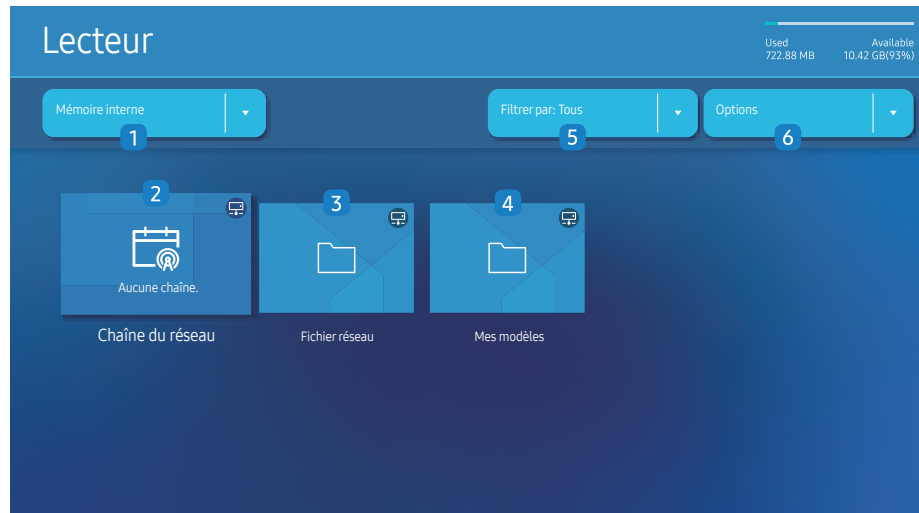 Lecteur
Used Available
722.88 MB 10.42 GB(93%)
Mémoire interne
Filtrer par: Tous
Options
1
5
6
2
3
4
Aucune chaîne.
Chaîne du réseau
Fichier réseau
Mes modèles